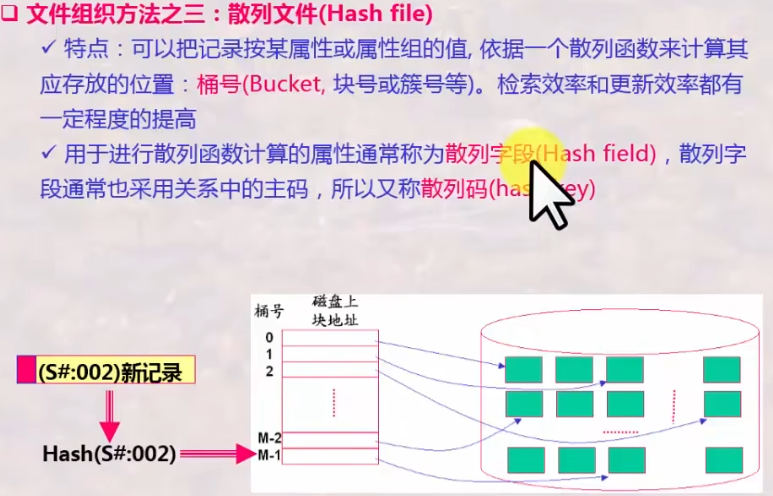 文件组织方法之三：散列文件(Hash file)
✓ 特点：可以把记录按某属性或属性组的值, 依据一个散列函数来计算其
应存放的位置：桶号(Bucket, 块号或簇号等)。检索效率和更新效率都有
一定程度的提高
✓ 用于进行散列函数计算的属性通常称为散列字段(Hash field)，散列字
段通常也采用关系中的主码，所以又称散列码(hash key)
桶号
磁盘上
块地址
0
1
2
M-2
M-1
(S#:002)新记录
Hash(S#:002)